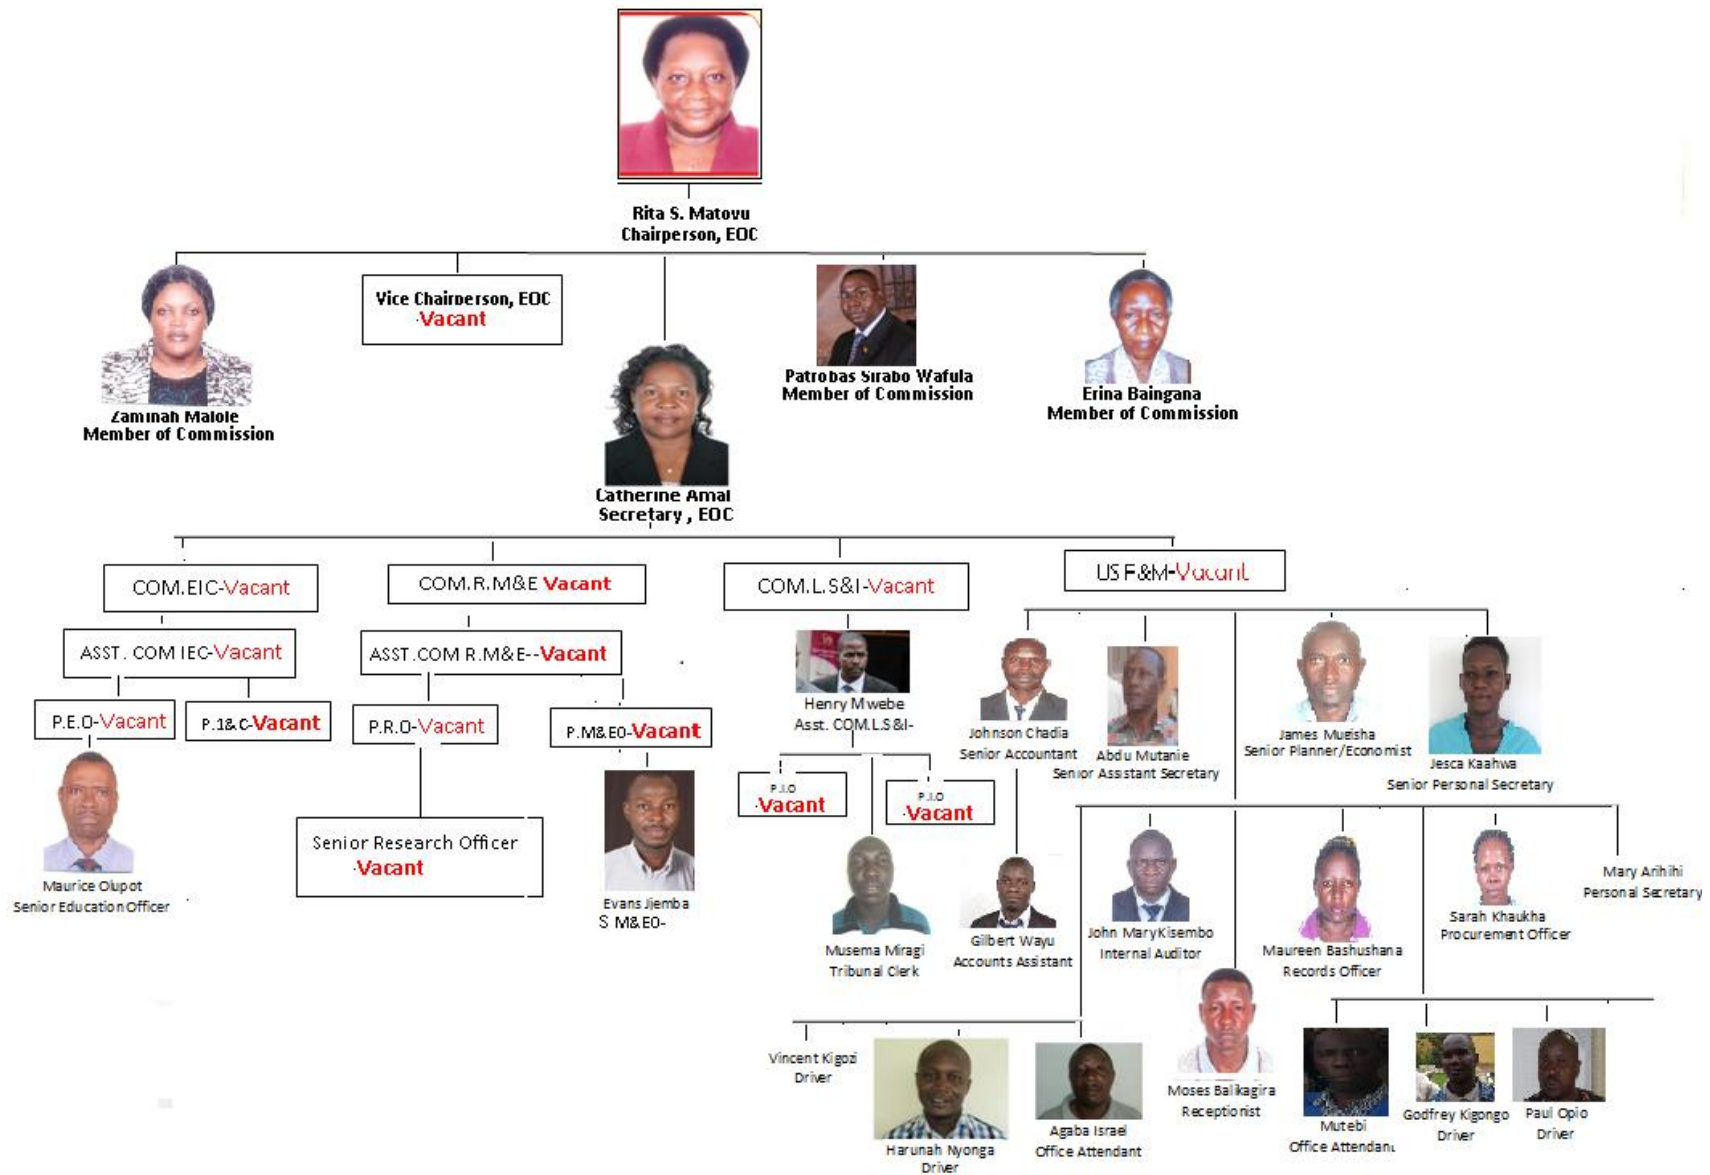 Rita S. Matovu
Chairperson, EOC
Vice Chairperson, EOC
Vacant
Zaminah Malole
Member of Commission
Patrobas Sirabo Wafula
Member of Commission
Erina Baingana
Member of Commission
Catherine Amal
Secretary , EOC
COM.EIC-Vacant
COM.R.M&E Vacant
COM.L.S&I-Vacant
US F&M-Vacant
ASST. COM IEC-Vacant
ASST.COM R.M&E--Vacant
Henry Mwebe
Asst. COM.L.S&I-
P.E.O-Vacant
P.1&C-Vacant
P.R.O-Vacant
P.M&EO-Vacant
Johnson Chadia
Senior Accountant
Abdu Mutanie
Senior Assistant Secretary
James Mugisha
Senior Planner/Economist
Jesca Kaahwa
Senior Personal Secretary
P.I.O
Vacant
P.I.O
Vacant
Senior Research Officer
Vacant
Maurice Olupot
Senior Education Officer
Evans Jjemba
S M&EO-
Musema Miragi
Tribunal Clerk
Gilbert Wayu
Accounts Assistant
John Mary Kisembo
Internal Auditor
Maureen Bashushana
Records Officer
Sarah Khaukha
Procurement Officer
Mary Arihihi
Personal Secretary
Vincent Kigozi
Driver
Harunah Nyonga
Driver
Agaba Israel
Office Attendant
Moses Balikagira
Receptionist
Mutebi
Office Attendant
Godfrey Kigongo
Driver
Paul Opio
Driver